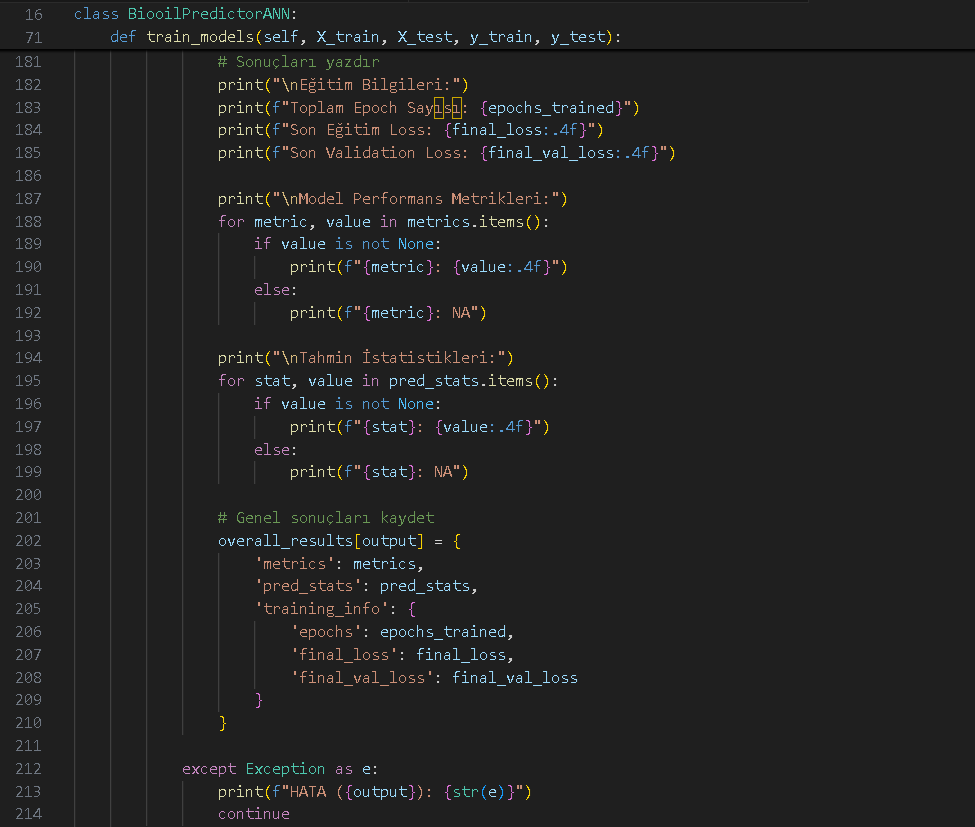 16 class BiooilPredictorANN:
71 def train_models(self, X_train, X_test, y_train, y_test):
181 # Sonuçları yazdır
182 print("\nEğitim Bilgileri:")
183 print(f"Toplam Epoch Sayısı: {epochs_trained}")
184 print(f"Son Eğitim Loss: {final_loss:.4f}")
185 print(f"Son Validation Loss: {final_val_loss:.4f}")
186
187 print("\nModel Performans Metrikleri:")
188 for metric, value in metrics.items():
189 if value is not None:
190 print(f"{metric}: {value:.4f}")
191 else:
192 print(f"{metric}: NA")
193
194 print("\nTahmin İstatistikleri:")
195 for stat, value in pred_stats.items():
196 if value is not None:
197 print(f"{stat}: {value:.4f}")
198 else:
199 print(f"{stat}: NA")
200
201 # Genel sonuçları kaydet
202 overall_results[output] = {
203 'metrics': metrics,
204 'pred_stats': pred_stats,
205 'training_info': {
206 'epochs': epochs_trained,
207 'final_loss': final_loss,
208 'final_val_loss': final_val_loss
209 }
210 }
211
212 except Exception as e:
213 print(f"HATA ({output}): {str(e)}")
214 continue